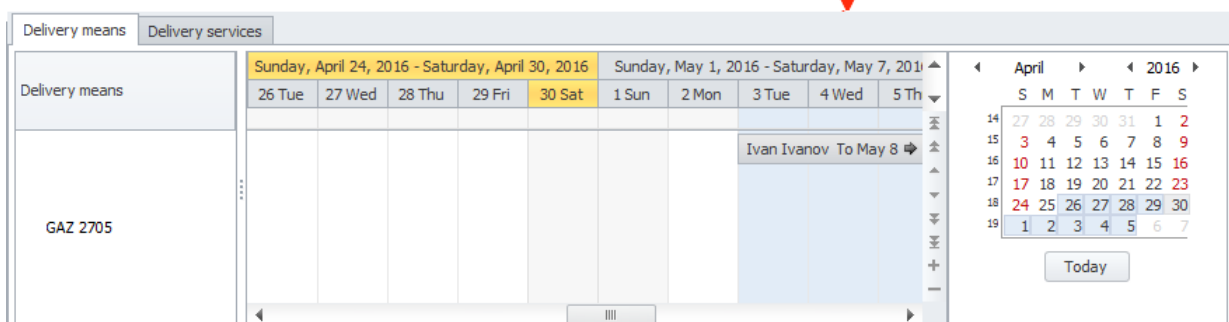 Delivery means Delivery services
Delivery means
Sunday, April 24, 2016 - Saturday, April 30, 2016 Sunday, May 1, 2016 - Saturday, May 7, 201
26 Tue 27 Wed 28 Thu 29 Fri 30 Sat 1 Sun 2 Mon 3 Tue 4 Wed 5 Th
Ivan Ivanov To May 8
GAZ 2705
April 2016
S M T W T F S
14 27 28 29 30 31 1 2
15 3 4 5 6 7 8 9
16 10 11 12 13 14 15 16
17 17 18 19 20 21 22 23
18 24 25 26 27 28 29 30
19 1 2 3 4 5 6 7
Today